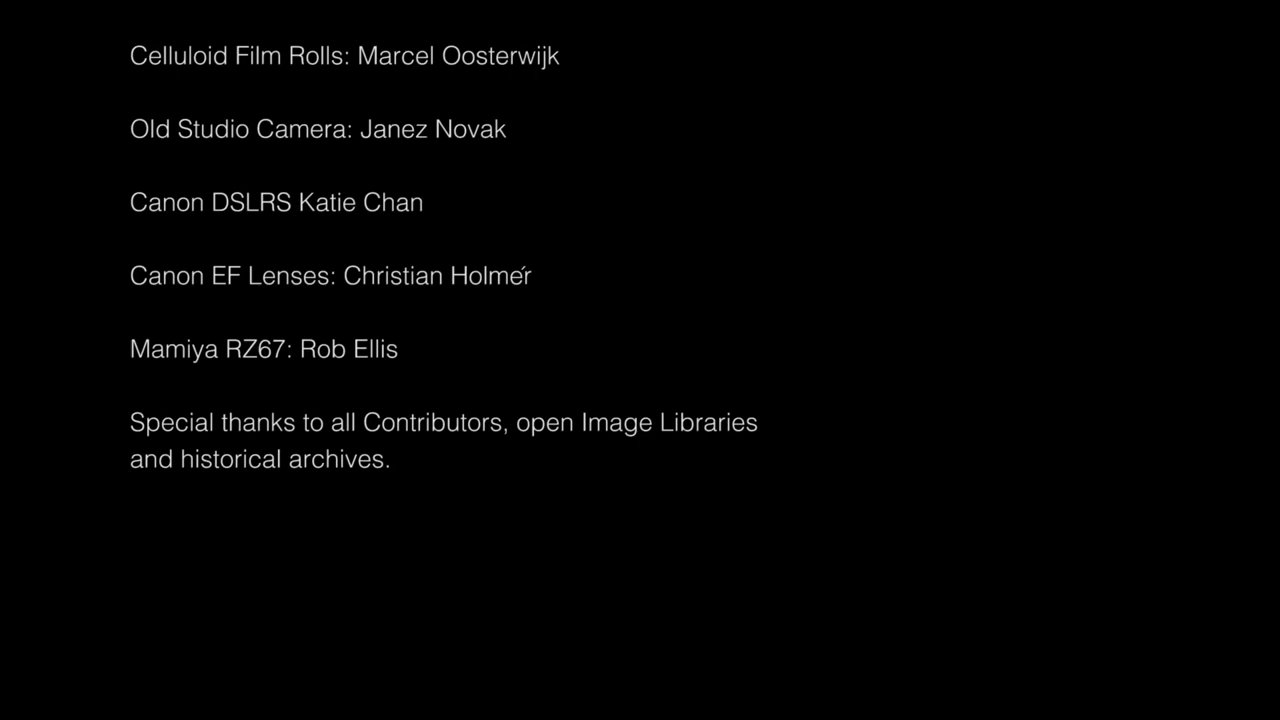 Celluloid Film Rolls: Marcel Oosterwijk
Old Studio Camera: Janez Novak
Canon DSLRS Katie Chan
Canon EF Lenses: Christian Holmeŕ
Mamiya RZ67: Rob Ellis
Special thanks to all Contributors, open Image Libraries
and historical archives.